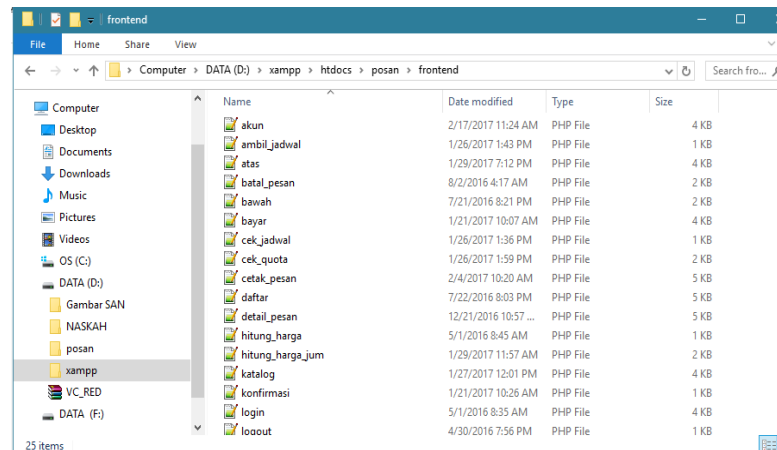 frontend
File Home Share View
Computer DATA (D:) xampp htdocs posan frontend Search fro...
Computer
Desktop
Documents
Downloads
Music
Pictures
Videos
OS (C:)
DATA (D:)
Gambar SAN
NASKAH
posan
xampp
VC_RED
DATA (F:)
Name Date modified Type Size
akun 2/17/2017 11:24 AM PHP File 4 KB
ambil_jadwal 1/26/2017 1:43 PM PHP File 1 KB
atas 1/29/2017 7:12 PM PHP File 4 KB
batal_pesan 8/2/2016 4:17 AM PHP File 2 KB
bawah 7/21/2016 8:21 PM PHP File 2 KB
bayar 1/21/2017 10:07 AM PHP File 4 KB
cek_jadwal 1/26/2017 1:36 PM PHP File 1 KB
cek_quota 1/26/2017 1:59 PM PHP File 2 KB
cetak_pesan 2/4/2017 10:20 AM PHP File 5 KB
daftar 7/22/2016 8:03 PM PHP File 5 KB
detail_pesan 12/21/2016 10:57 ... PHP File 5 KB
hitung_harga 5/1/2016 8:45 AM PHP File 1 KB
hitung_harga_jum 1/29/2017 11:57 AM PHP File 2 KB
katalog 1/27/2017 12:01 PM PHP File 4 KB
konfirmasi 1/21/2017 10:26 AM PHP File 1 KB
login 5/1/2016 8:35 AM PHP File 4 KB
logout 4/30/2016 7:56 PM PHP File 1 KB
25 items